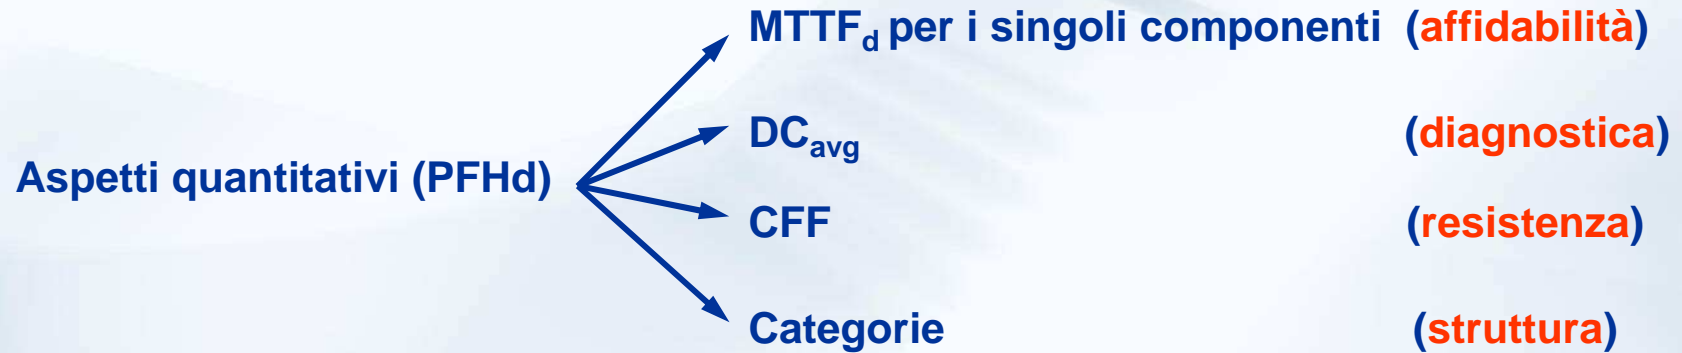 MTTFd per i singoli componenti (affidabilità)
DCavg (diagnostica)
Aspetti quantitativi (PFHd)
CFF (resistenza)
Categorie (struttura)